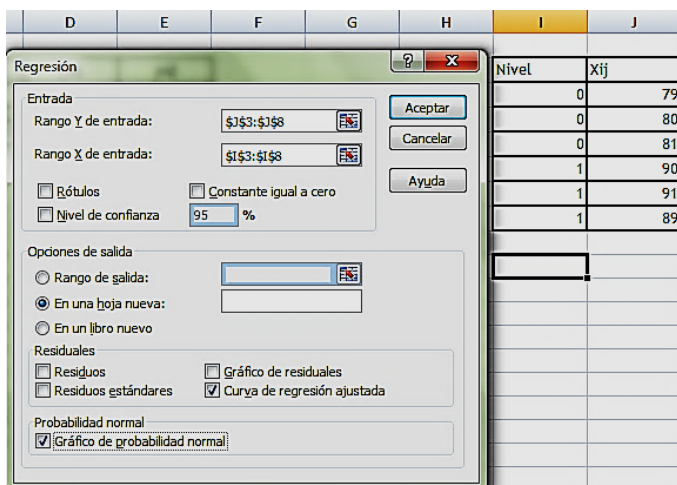 D E F G H I J
Regresión ? X
Entrada
Rango Y de entrada: $J$3:$J$8
Rango X de entrada: $I$3:$I$8
Rótulos Constante igual a cero
Nivel de confianza 95 %
Aceptar
Cancelar
Ayuda
Opciones de salida
Rango de salida:
En una hoja nueva:
En un libro nuevo
Residuales
Residuos Gráfico de residuales
Residuos estándares Curva de regresión ajustada
Probabilidad normal
Gráfico de probabilidad normal
Nivel Xij
0 79
0 80
0 81
1 90
1 91
1 89